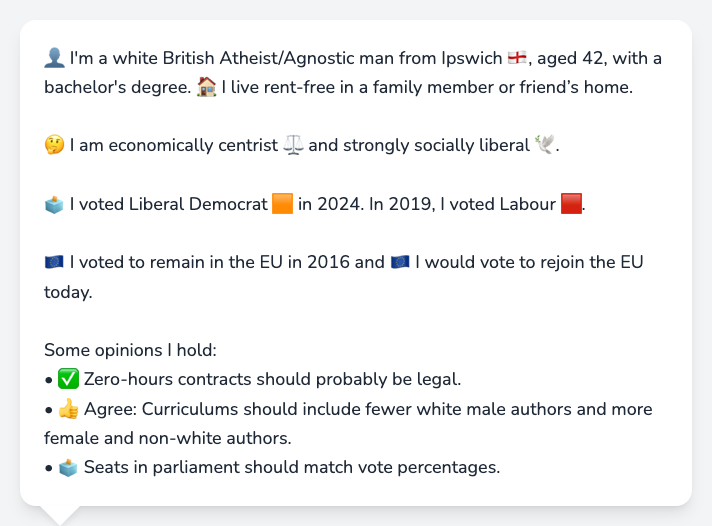 👤 I'm a white British Atheist/Agnostic man from Ipswich 🏴󠁧󠁢󠁥󠁮󠁧󠁿, aged 42, with a
bachelor's degree. 🏠 I live rent-free in a family member or friend’s home.
🤔 I am economically centrist ⚖️ and strongly socially liberal 🕊️.
🗳️ I voted Liberal Democrat 🟧 in 2024. In 2019, I voted Labour 🟥.
🇪🇺 I voted to remain in the EU in 2016 and 🇪🇺 I would vote to rejoin the EU
today.
Some opinions I hold:
• ✅ Zero-hours contracts should probably be legal.
• 👍 Agree: Curriculums should include fewer white male authors and more
female and non-white authors.
• 🗳️ Seats in parliament should match vote percentages.